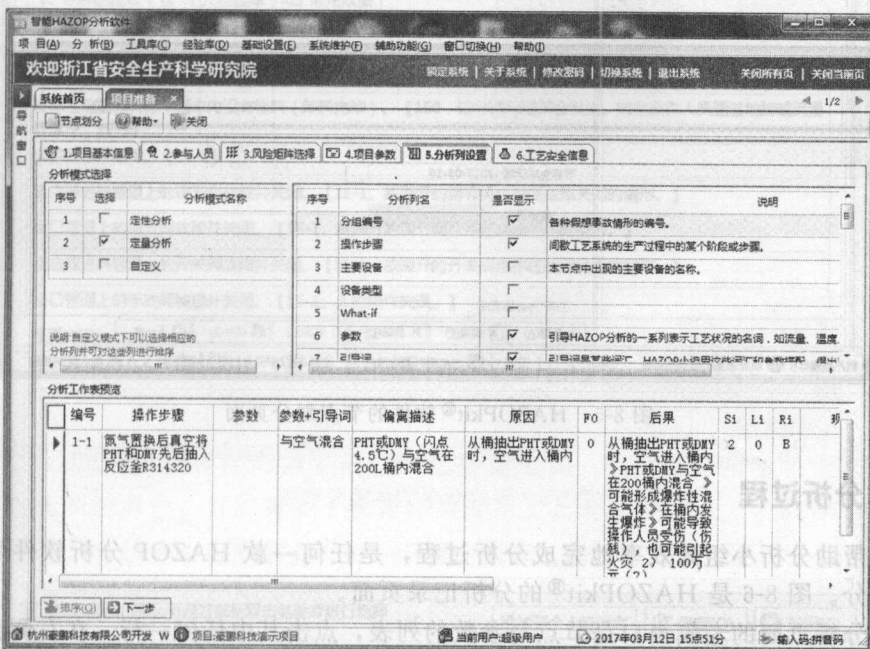 智能HAZOP分析软件
项 目(A) 分 析(B) 工具库(C) 经验库(D) 基础设置(E) 系统维护(F) 辅助功能(G) 窗口切换(H) 帮助(I)
欢迎浙江省安全生产科学研究院 锁定系统 | 关于系统 | 修改密码 | 切换系统 | 退出系统 关闭所有页 | 关闭当前页
导航窗口
系统首页 项目准备 × 1/2
节点划分 帮助 关闭
1.项目基本信息 2.参与人员 3.风险矩阵选择 4.项目参数 5.分析列设置 6.工艺安全信息
分析模式选择
序号 选择 分析模式名称
1 定性分析
2 定量分析
3 自定义
说明:自定义模式下可以选择相应的
分析列并可对这些列进行排序
序号 分析列名 是否显示 说明
1 分组编号 各种假想事故情形的编号。
2 操作步骤 间歇工艺系统的生产过程中的某个阶段或步骤。
3 主要设备 本节点中出现的主要设备的名称。
4 设备类型
5 What-if
6 参数 引导HAZOP分析的一系列表示工艺状况的名词，如流量、温度
7 引导词
分析工作表预览
编号 操作步骤 参数 参数+引导词 偏离描述 原因 F0 后果 Si Li Ri
1-1 氮气置换后真空将PHT和DMY先后抽入反应釜R314320 与空气混合 PHT或DMY（闪点4.5℃）与空气在200L桶内混合 从桶抽出PHT或DMY时，空气进入桶内 0 从桶抽出PHT或DMY时，空气进入桶内》PHT或DMY与空气在200桶内混合 》可能形成爆炸性混合气体》在桶内发生爆炸》可能导致操作人员受伤（伤残），也可能引起火灾 2）100万元（2） 2 0 B
排序(O) 下一步
杭州豪鹏科技有限公司开发 W 项目:豪鹏科技演示项目 当前用户:超级用户 2017年03月12日 15点51分 输入码:拼音码